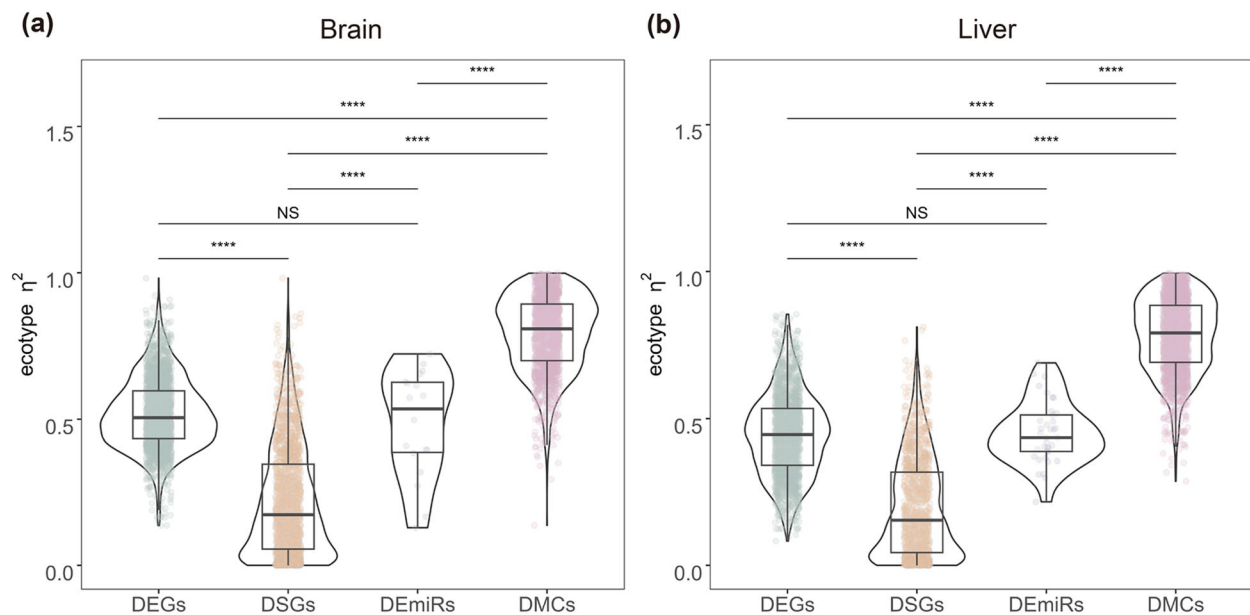 (a)
Brain
****
****
****
****
NS
****
1.5
1.0
0.5
0.0
ecotype η²
DEGs DSGs DEmiRs DMCs
(b)
Liver
****
****
****
****
NS
****
1.5
1.0
0.5
0.0
ecotype η²
DEGs DSGs DEmiRs DMCs